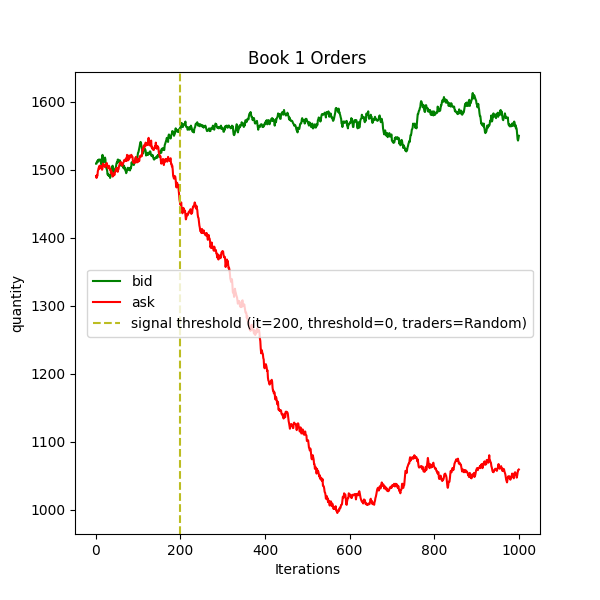 Book 1 Orders
1600
1500
1400
1300
1200
1100
1000
quantity
bid
ask
signal threshold (it=200, threshold=0, traders=Random)
0 200 400 600 800 1000
Iterations